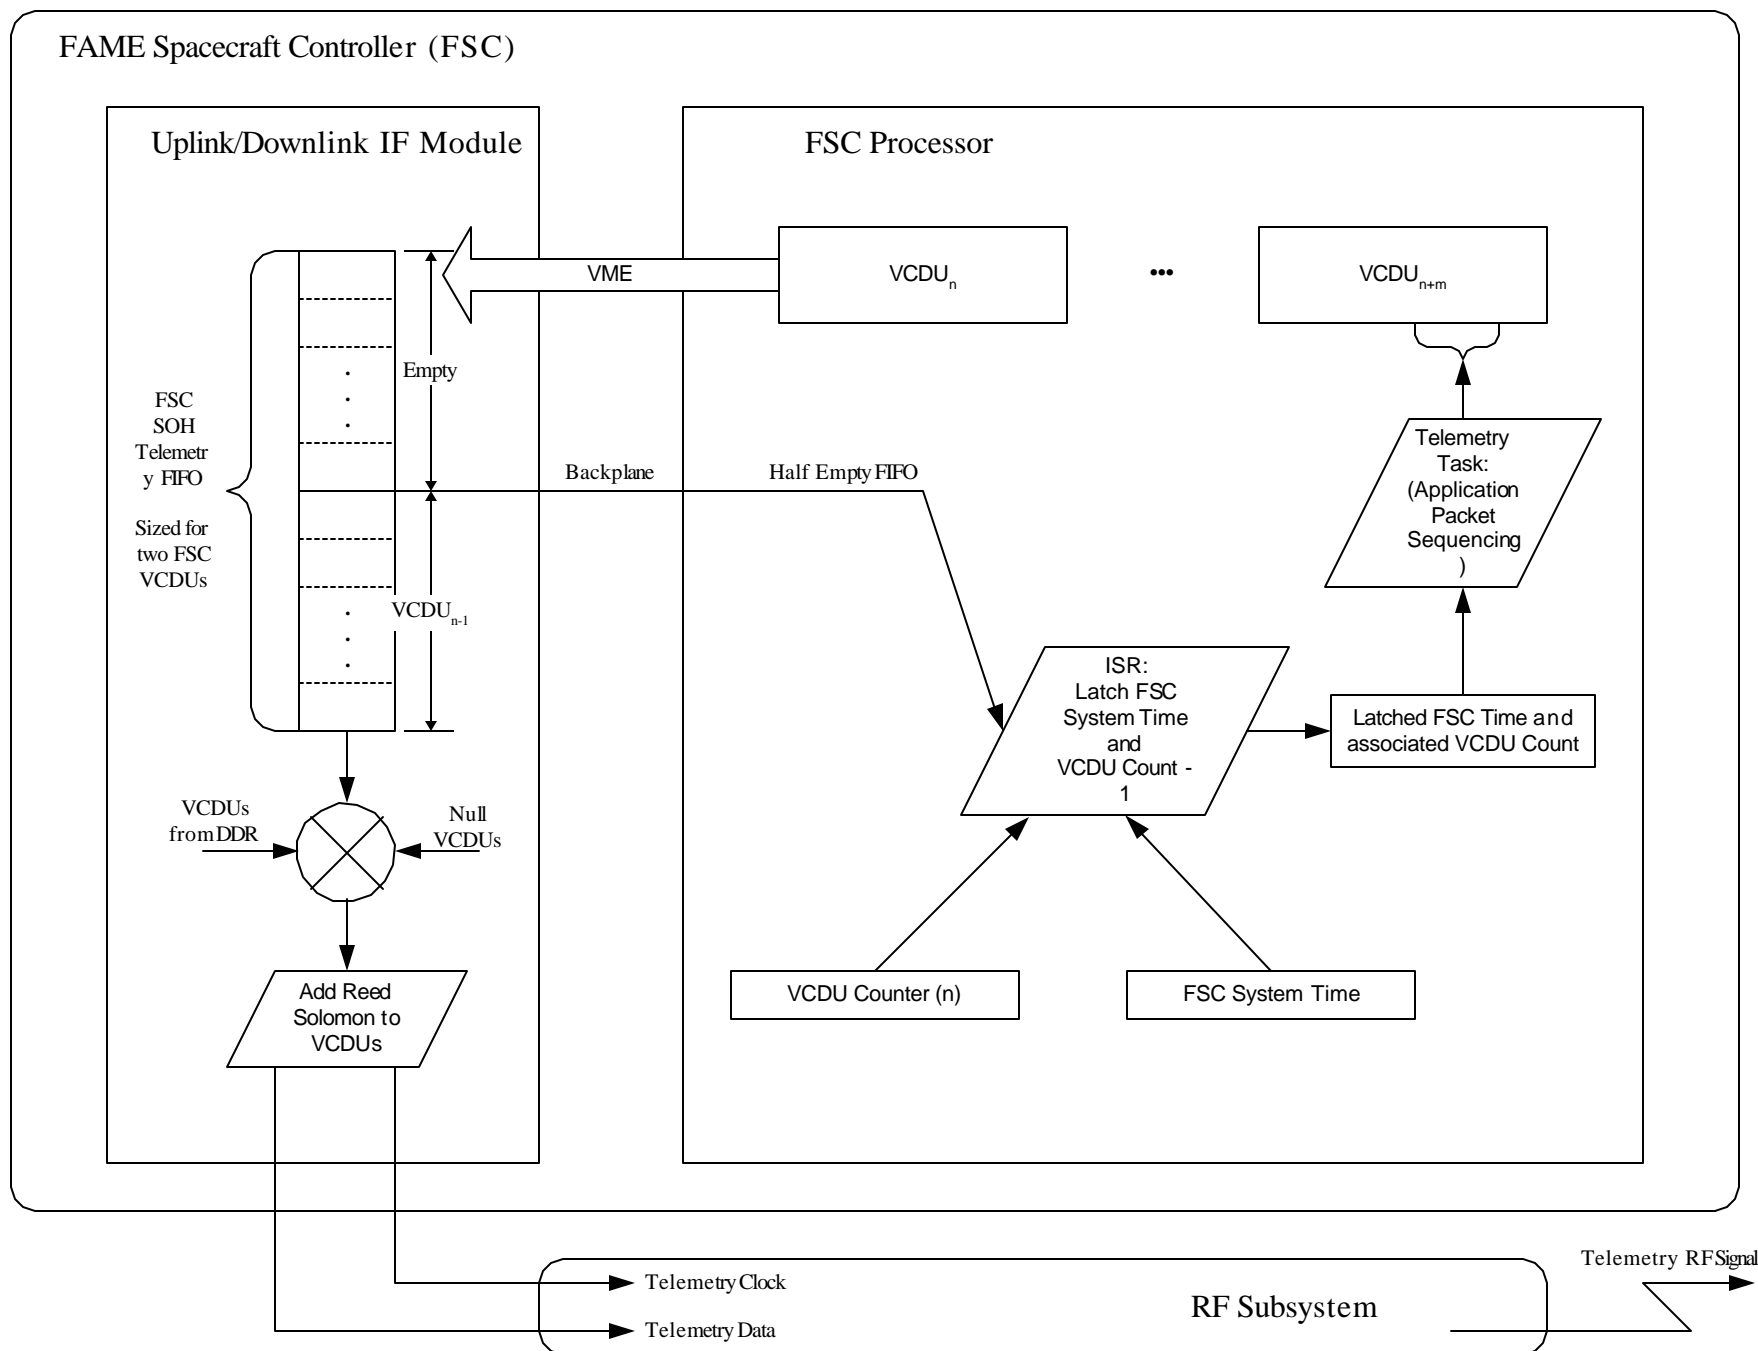 FAME Spacecraft Controller (FSC)
Uplink/Downlink IF Module
FSC Processor
VME
VCDUn
•••
VCDUn+m
Empty
FSC
SOH
Telemetr
y FIFO
Sized for
two FSC
VCDUs
Backplane
Half Empty FIFO
Telemetry
Task:
(Application
Packet
Sequencing
)
VCDUn-1
ISR:
Latch FSC
System Time
and
VCDU Count -
1
Latched FSC Time and
associated VCDU Count
VCDUs
from DDR
Null
VCDUs
Add Reed
Solomon to
VCDUs
VCDU Counter (n)
FSC System Time
Telemetry RF Signal
Telemetry Clock
RF Subsystem
Telemetry Data